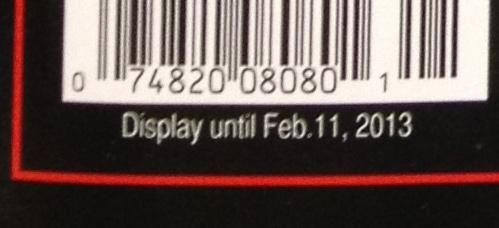 0 74820 08080 1
Display until Feb.11, 2013